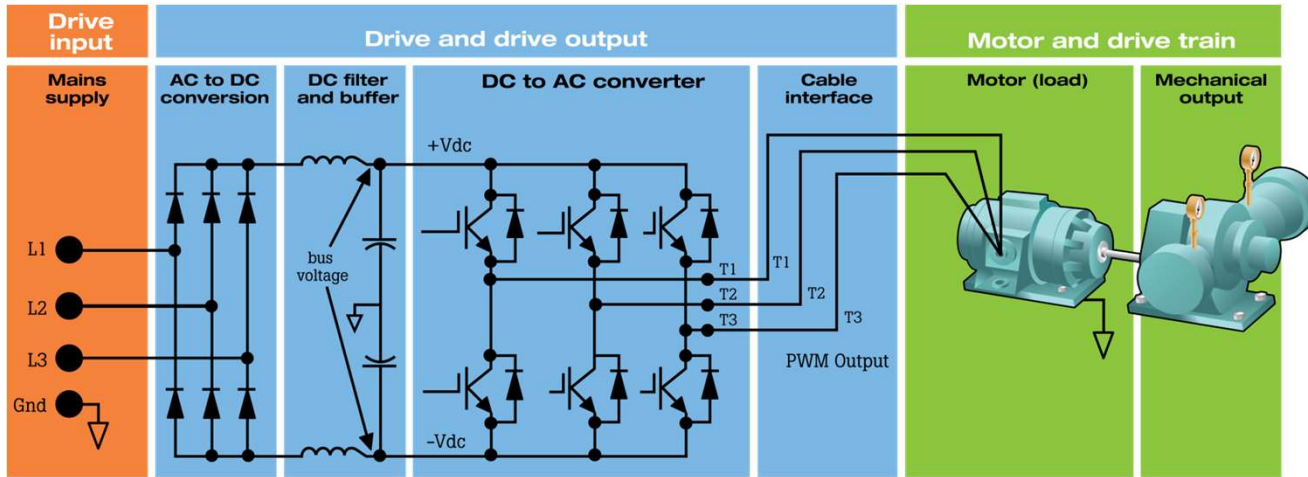 Drive
input
Drive and drive output
Motor and drive train
Mains
supply
AC to DC
conversion
DC filter
and buffer
DC to AC converter
Cable
interface
Motor (load)
Mechanical
output
+Vdc
L1
bus
voltage
T1
T1
L2
T2
T2
T3
T3
L3
PWM Output
Gnd
–Vdc